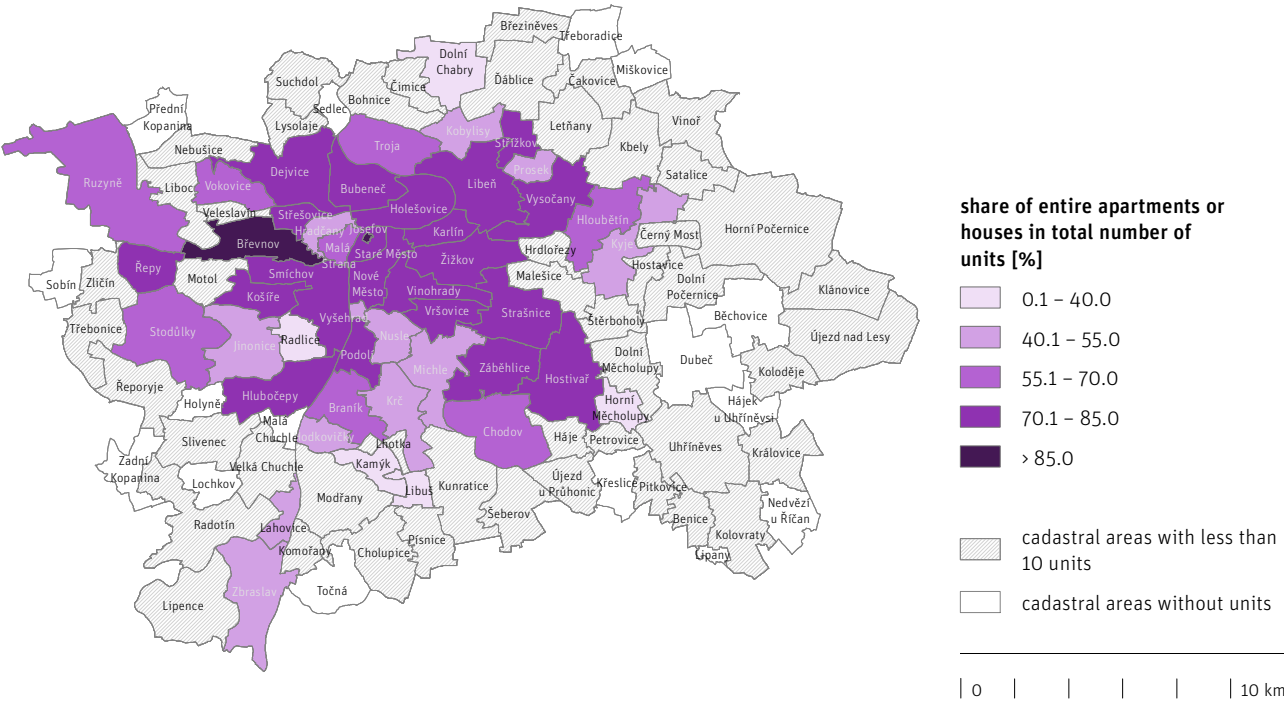 Březiněves
Třeboradice
Dolní
Chabry
Miškovice
Suchdol
Ďáblice
Čakovice
Čimice
Bohnice
Přední
Kopanina
Sedlec
Lysolaje
Kobylisy
Letňany
Vinoř
Střížkov
Troja
Nebušice
Kbely
Dejvice
Prosek
Satalice
Ruzyně
Liboc
Vokovice
Bubeneč
Libeň
Vysočany
Holešovice
Veleslavín
Střešovice
Hloubětín
Hradčany
Josefov
Karlín
Černý Most
Horní Počernice
Břevnov
Malá
Strana
Staré Město
Kyje
Hrdlořezy
Žižkov
Hostavice
Řepy
Smíchov
Nové
Město
Malešice
Motol
Sobín
Zličín
Dolní
Počernice
Klánovice
Košíře
Vinohrady
Vršovice
Strašnice
Běchovice
Vyšehrad
Štěrboholy
Třebonice
Stodůlky
Jinonice
Radlice
Nusle
Újezd nad Lesy
Podolí
Dolní
Měcholupy
Dubeč
Michle
Záběhlice
Hostivař
Koloděje
Řeporyje
Holyně
Hlubočepy
Braník
Krč
Horní
Měcholupy
Hájek
u Uhříněvsi
Malá
Chuchle
Hodkovičky
Chodov
Háje
Petrovice
Slivenec
Lhotka
Uhříněves
Královice
Zadní
Kopanina
Velká Chuchle
Kamýk
Lochkov
Libuš
Kunratice
Újezd
u Průhonic
Křeslice
Pitkovice
Modřany
Nedvězí
u Říčan
Šeberov
Benice
Radotín
Lahovice
Písnice
Kolovraty
Komořany
Cholupice
Lipany
Zbraslav
Točná
Lipence
share of entire apartments or
houses in total number of
units [%]
0.1 – 40.0
40.1 – 55.0
55.1 – 70.0
70.1 – 85.0
> 85.0
cadastral areas with less than
10 units
cadastral areas without units
0
10 km